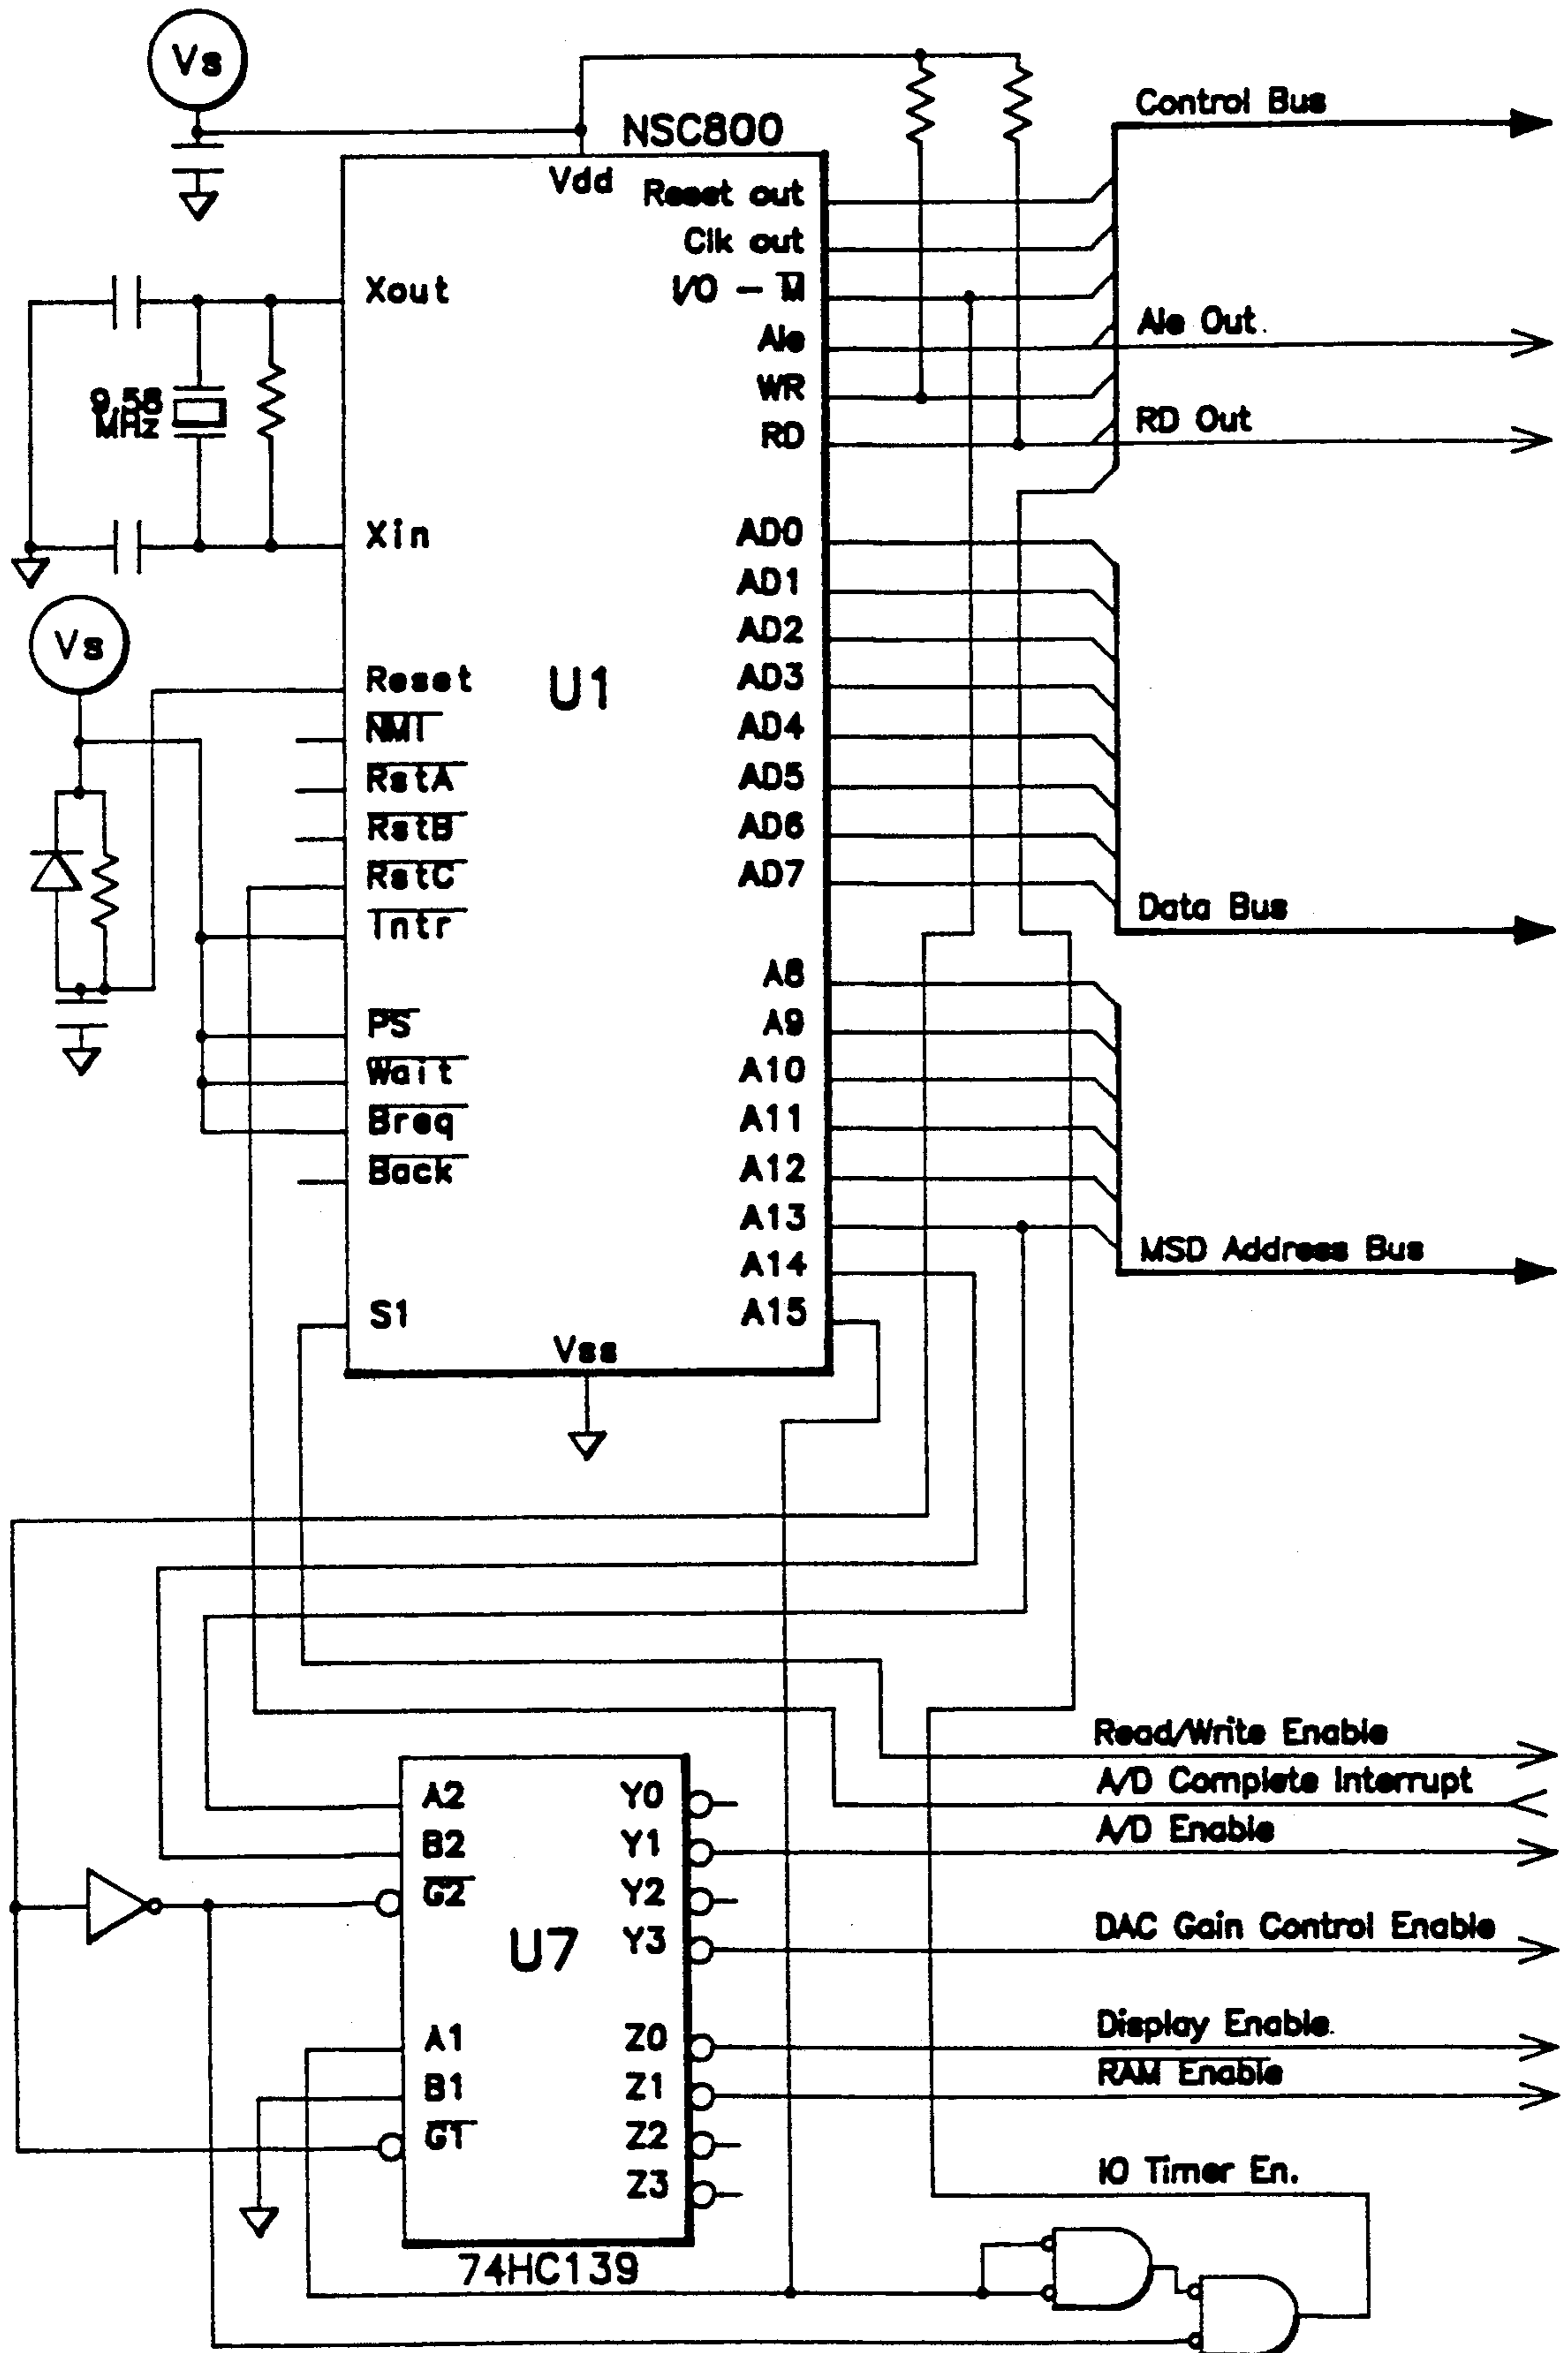 Vs
NSC800
Vdd
Reset out
Clk out
I/O - M̅
Ale
WR
RD
Control Bus
Ale Out
RD Out
Xout
9.58
MHz
Xin
Vs
Reset
NMI
RstA
RstB
RstC
Intr
PS
Wait
Breq
Back
S1
Vss
U1
AD0
AD1
AD2
AD3
AD4
AD5
AD6
AD7
Data Bus
A8
A9
A10
A11
A12
A13
A14
A15
MSD Address Bus
Read/Write Enable
A/D Complete Interrupt
A/D Enable
DAC Gain Control Enable
Display Enable
RAM Enable
IO Timer En.
A2
B2
G2
A1
B1
G1
U7
Y0
Y1
Y2
Y3
Z0
Z1
Z2
Z3
74HC139